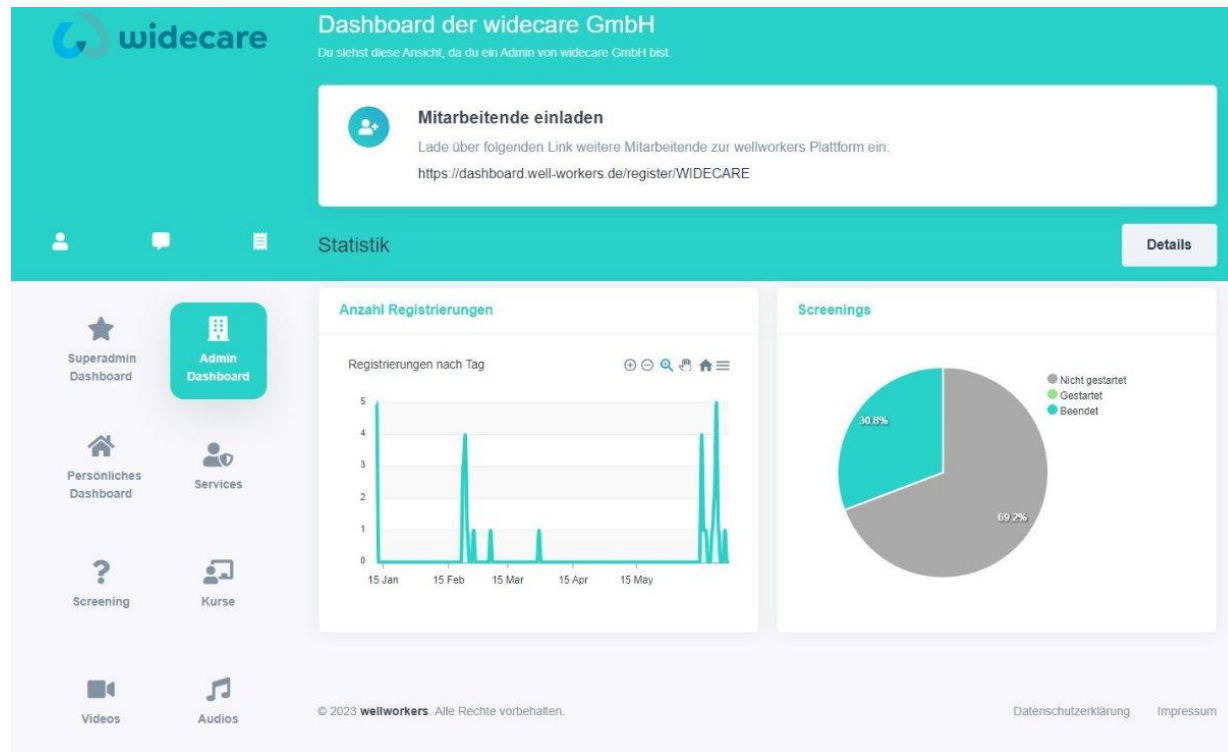 widecare
Dashboard der widecare GmbH
Du siehst diese Ansicht, da du ein Admin von widecare GmbH bist.
Mitarbeitende einladen
Lade über folgenden Link weitere Mitarbeitende zur wellworkers Plattform ein:
https://dashboard.well-workers.de/register/WIDECARE
Statistik
Details
Superadmin
Dashboard
Admin
Dashboard
Persönliches
Dashboard
Services
?
Screening
Kurse
Videos
Audios
Anzahl Registrierungen
Registrierungen nach Tag
5
4
3
2
1
0
15 Jan 15 Feb 15 Mar 15 Apr 15 May
Screenings
30.8%
69.2%
Nicht gestartet
Gestartet
Beendet
© 2023 wellworkers. Alle Rechte vorbehalten.
Datenschutzerklärung Impressum